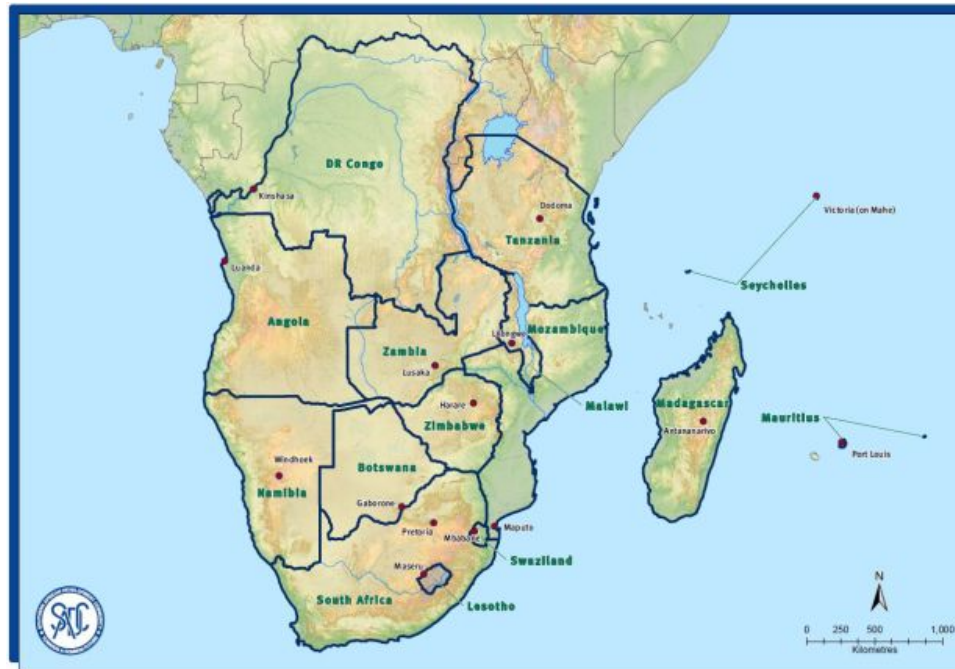 DR Congo
Kinshasa
Dodoma
Tanzania
Victoria (on Mahe)
Luanda
Seychelles
Angola
Mozambique
Lilongwe
Zambia
Lusaka
Malawi
Madagascar
Harare
Zimbabwe
Mauritius
Antananarivo
Port Louis
Windhoek
Botswana
Namibia
Gaborone
Pretoria
Mbabane
Maputo
Swaziland
Maseru
South Africa
Lesotho
SADC
N
0 250 500 1,000
Kilometres